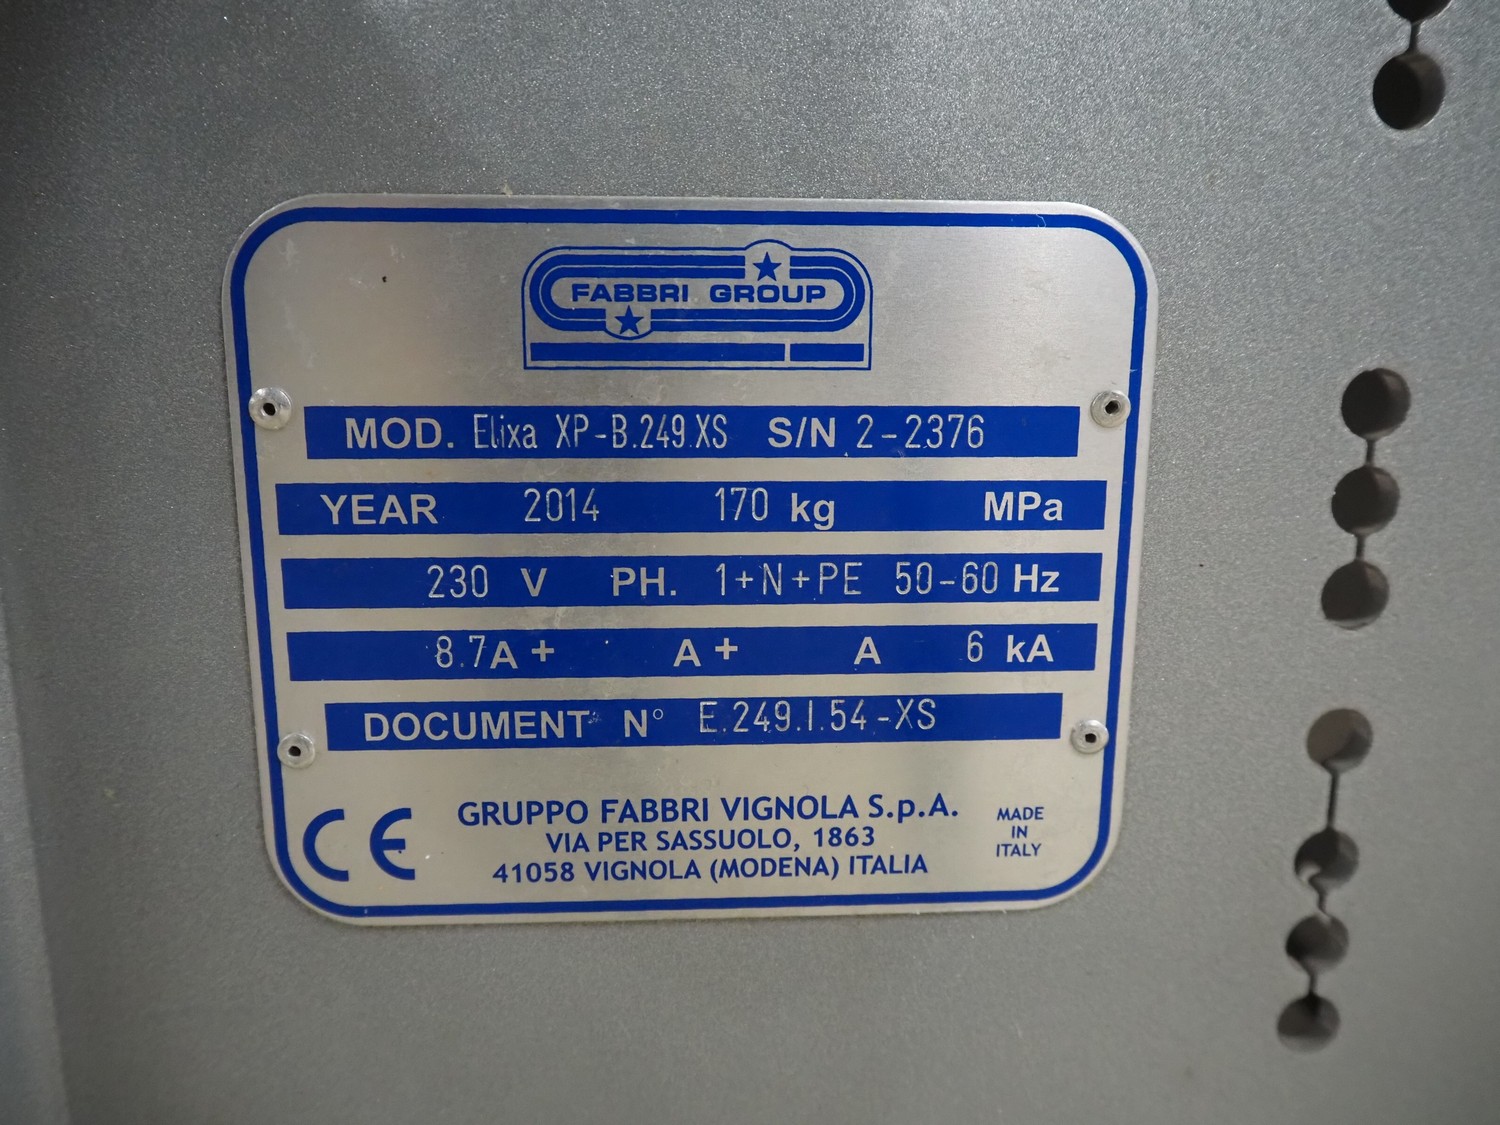 FABBRI GROUP
MOD. Elixa XP-B.249.XS S/N 2-2376
YEAR 2014 170 kg MPa
230 V PH. 1+N+PE 50-60 Hz
8.7A+ A+ A 6 kA
DOCUMENT N° E.249.I.54-XS
CE
GRUPPO FABBRI VIGNOLA S.p.A.
VIA PER SASSUOLO, 1863
41058 VIGNOLA (MODENA) ITALIA
MADE
IN
ITALY